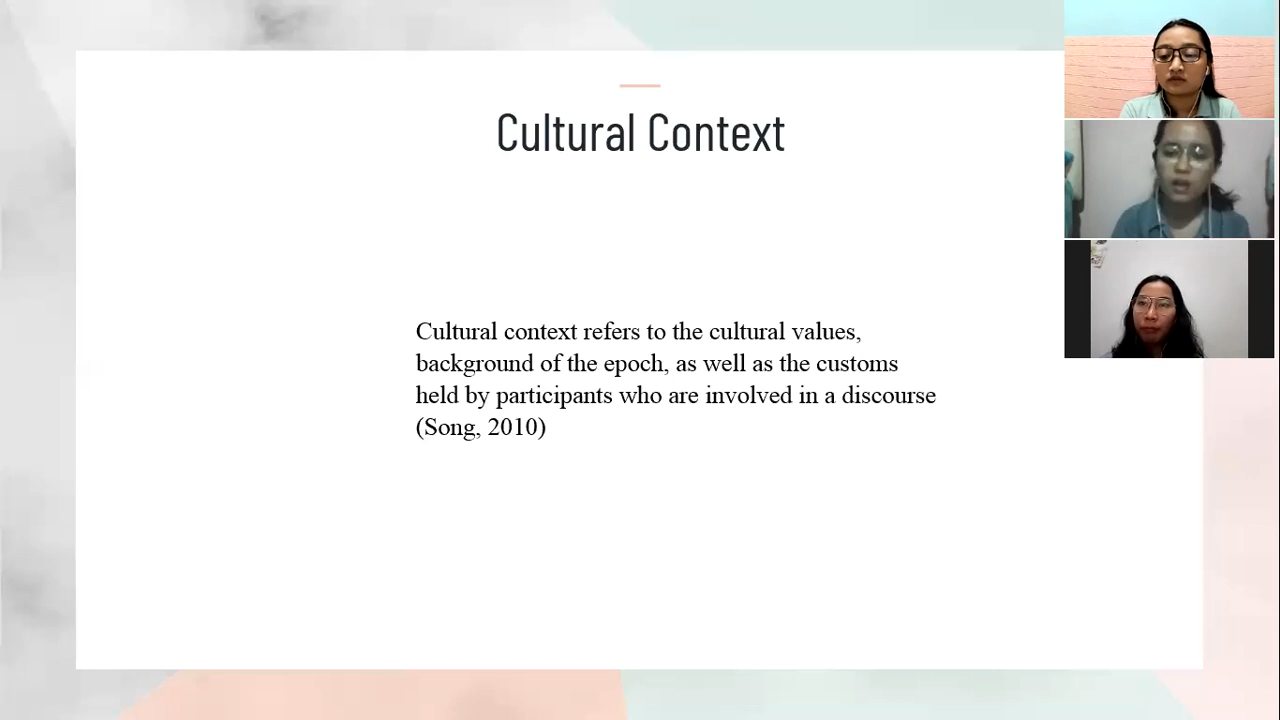 Cultural Context
Cultural context refers to the cultural values,
background of the epoch, as well as the customs
held by participants who are involved in a discourse
(Song, 2010)